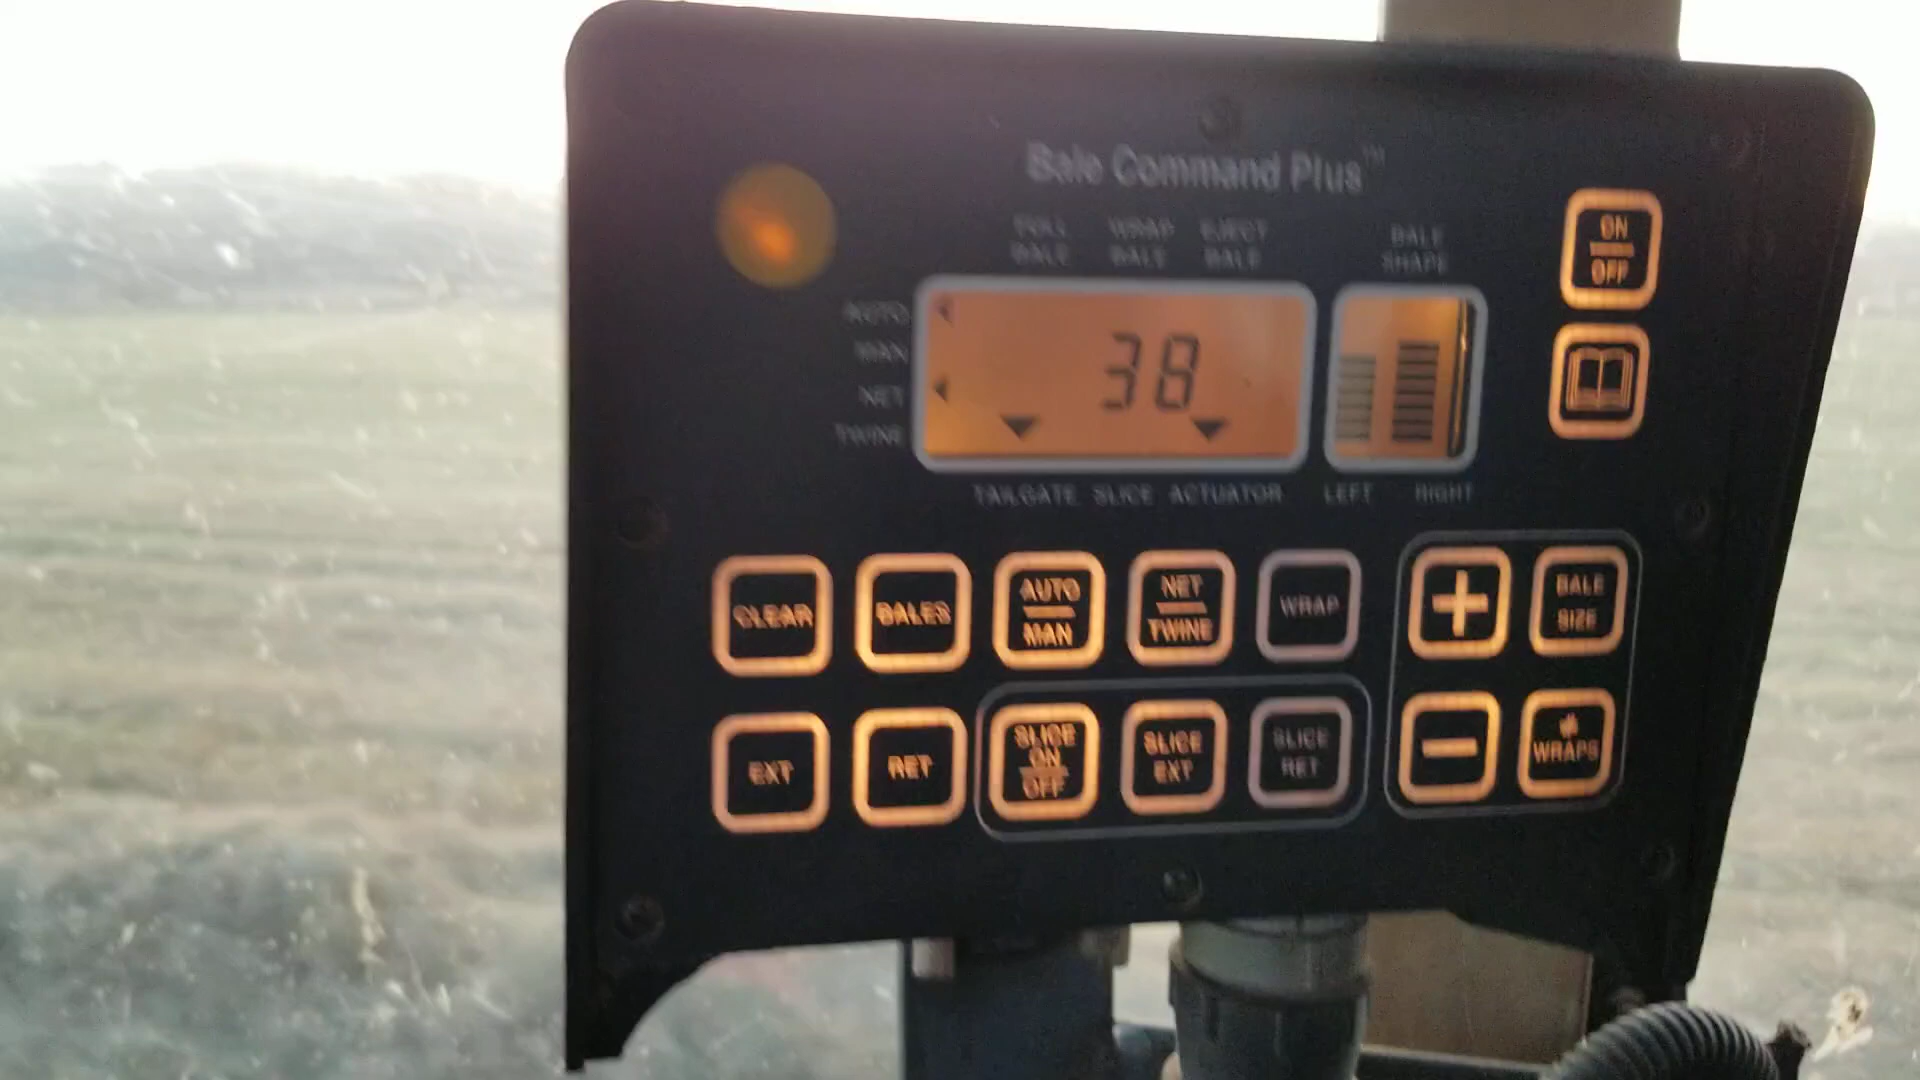 Bale Command Plus™
FULL BALE
WRAP BALE
EJECT BALE
BALE SHAPE
ON
OFF
AUTO
MAN
NET
TWINE
38
TAILGATE SLICE ACTUATOR LEFT RIGHT
CLEAR
BALES
AUTO
MAN
NET
TWINE
WRAP
+
BALE
SIZE
EXT
RET
SLICE
ON
OFF
SLICE
EXT
SLICE
RET
-
#
WRAPS